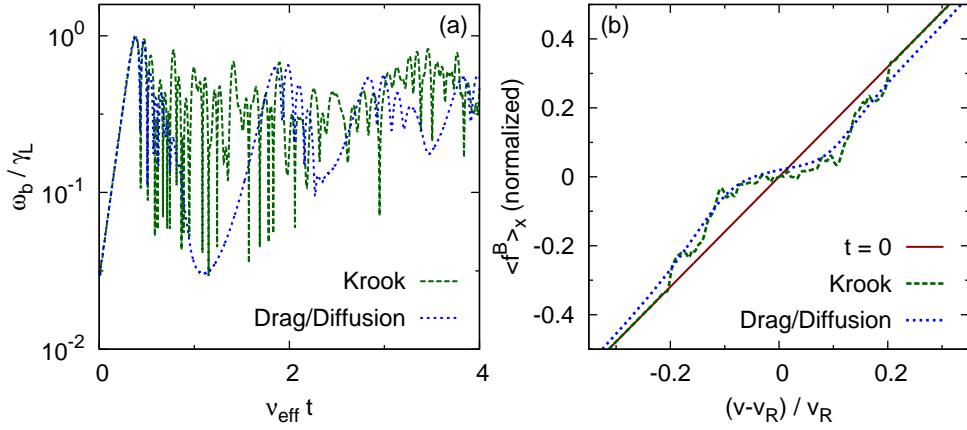 (a)
10^0
10^-1
10^-2
ω_b / γ_L
0 2 4
ν_eff t
Krook
Drag/Diffusion
(b)
0.4
0.2
0
-0.2
-0.4
<f^B>_x (normalized)
-0.2 0 0.2
(v-v_R) / v_R
t = 0
Krook
Drag/Diffusion